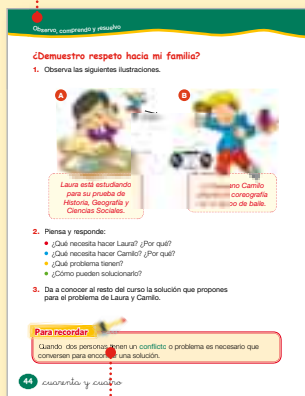 Observo, comprendo y resuelvo
¿Demuestro respeto hacia mi familia?
1. Observa las siguientes ilustraciones.
A
B
Laura está estudiando
para su prueba de
Historia, Geografía y
Ciencias Sociales.
no Camilo
coreografía
o de baile.
2. Piensa y responde:
• ¿Qué necesita hacer Laura? ¿Por qué?
• ¿Qué necesita hacer Camilo? ¿Por qué?
• ¿Qué problema tienen?
• ¿Cómo pueden solucionarlo?
3. Da a conocer al resto del curso la solución que propones
para el problema de Laura y Camilo.
Para recordar
Cuando dos personas tienen un conflicto o problema es necesario que
conversen para encontrar una solución.
44 cuarenta y cuatro